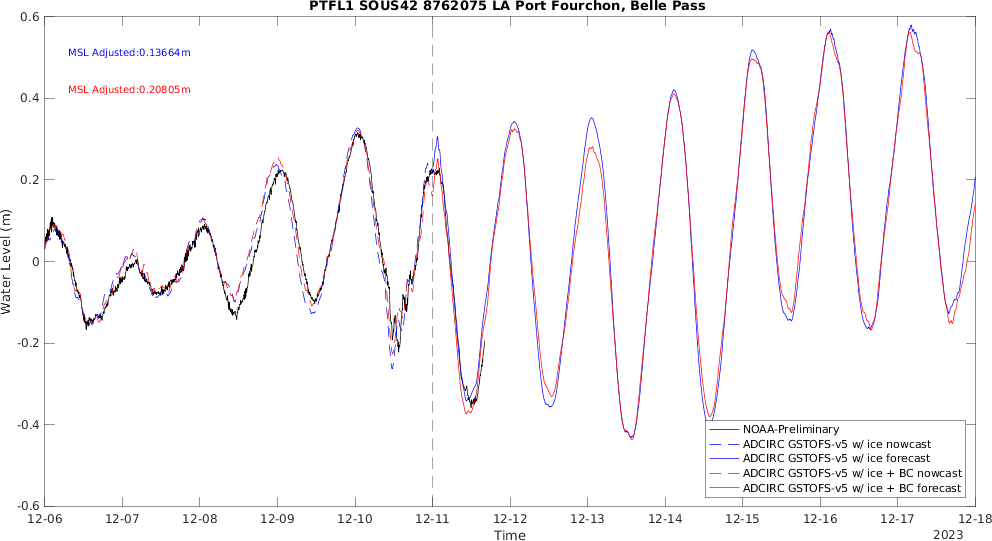 PTFL1 SOUS42 8762075 LA Port Fourchon, Belle Pass
MSL Adjusted:0.13664m
MSL Adjusted:0.20805m
Water Level (m)
0.6
0.4
0.2
0
-0.2
-0.4
-0.6
NOAA-Preliminary
ADCIRC GSTOFS-v5 w/ ice nowcast
ADCIRC GSTOFS-v5 w/ ice forecast
ADCIRC GSTOFS-v5 w/ ice + BC nowcast
ADCIRC GSTOFS-v5 w/ ice + BC forecast
12-06 12-07 12-08 12-09 12-10 12-11 12-12 12-13 12-14 12-15 12-16 12-17 12-18
Time
2023